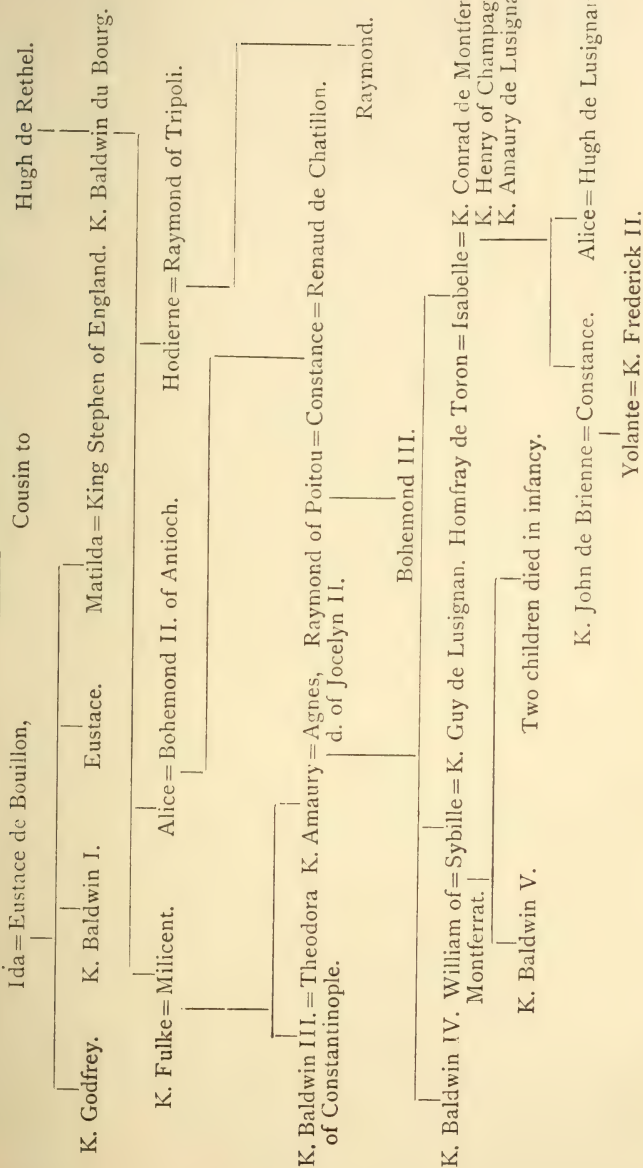 Cousin to
Hugh de Rethel.
Ida=Eustace de Bouillon,
K. Godfrey. K. Baldwin I. Eustace. Matilda=King Stephen of England. K. Baldwin du Bourg.
K. Fulke=Milicent. Alice=Bohemond II. of Antioch. Hodierne=Raymond of Tripoli.
K. Baldwin III.=Theodora K. Amaury=Agnes, Raymond of Poitou=Constance=Renaud de Chatillon. Raymond.
of Constantinople. d. of Jocelyn II.
Bohemond III.
K. Baldwin IV. William of=Sybille=K. Guy de Lusignan. Homfray de Toron=Isabelle=K. Conrad de Montfer
Montferrat. K. Henry of Champag
K. Amaury de Lusigna
K. Baldwin V. Two children died in infancy.
K. John de Brienne=Constance. Alice=Hugh de Lusigna
Yolante=K. Frederick II.